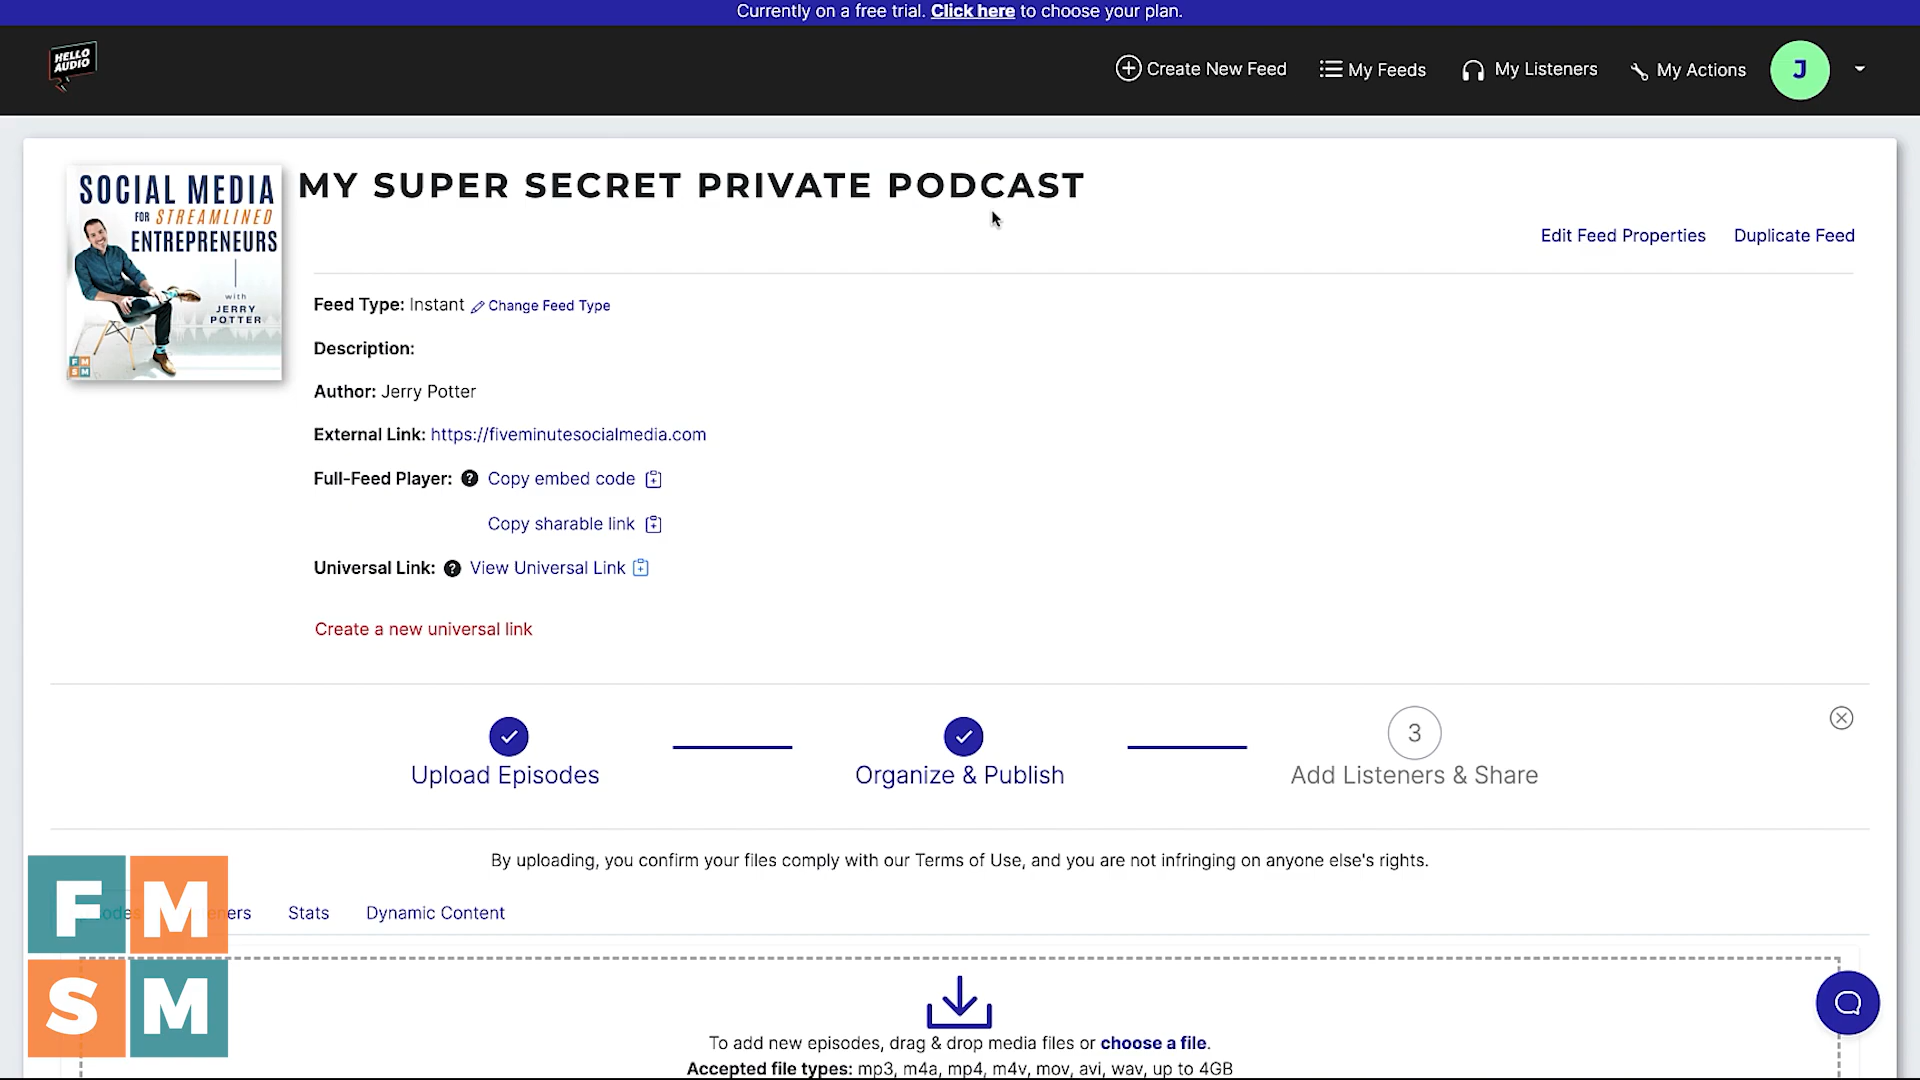 Currently on a free trial. Click here to choose your plan.
HELLO
AUDIO
Create New Feed
My Feeds
My Listeners
My Actions
J
SOCIAL MEDIA
FOR STREAMLINED
ENTREPRENEURS
with
JERRY
POTTER
F M
S M
MY SUPER SECRET PRIVATE PODCAST
Edit Feed Properties
Duplicate Feed
Feed Type: Instant Change Feed Type
Description:
Author: Jerry Potter
External Link: https://fiveminutesocialmedia.com
Full-Feed Player: ? Copy embed code
Copy sharable link
Universal Link: ? View Universal Link
Create a new universal link
3
Upload Episodes
Organize & Publish
Add Listeners & Share
By uploading, you confirm your files comply with our Terms of Use, and you are not infringing on anyone else's rights.
Stats
Dynamic Content
F M
S M
To add new episodes, drag & drop media files or choose a file.
Accepted file types: mp3, m4a, mp4, m4v, mov, avi, wav, up to 4GB